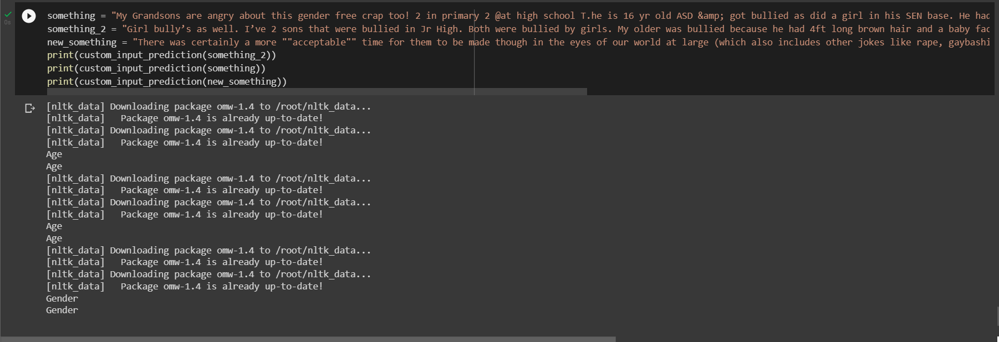 something = "My Grandsons are angry about this gender free crap too! 2 in primary 2 @at high school T.he is 16 yr old ASD &amp; got bullied as did a girl in his SEN base. He had
0s
something_2 = "Girl bully’s as well. I’ve 2 sons that were bullied in Jr High. Both were bullied by girls. My older was bullied because he had 4ft long brown hair and a baby fac
new_something = "There was certainly a more ""acceptable"" time for them to be made though in the eyes of our world at large (which also includes other jokes like rape, gaybashi
print(custom_input_prediction(something_2))
print(custom_input_prediction(something))
print(custom_input_prediction(new_something))
[nltk_data] Downloading package omw-1.4 to /root/nltk_data...
[nltk_data]   Package omw-1.4 is already up-to-date!
[nltk_data] Downloading package omw-1.4 to /root/nltk_data...
[nltk_data]   Package omw-1.4 is already up-to-date!
Age
Age
[nltk_data] Downloading package omw-1.4 to /root/nltk_data...
[nltk_data]   Package omw-1.4 is already up-to-date!
[nltk_data] Downloading package omw-1.4 to /root/nltk_data...
[nltk_data]   Package omw-1.4 is already up-to-date!
Age
Age
[nltk_data] Downloading package omw-1.4 to /root/nltk_data...
[nltk_data]   Package omw-1.4 is already up-to-date!
[nltk_data] Downloading package omw-1.4 to /root/nltk_data...
[nltk_data]   Package omw-1.4 is already up-to-date!
Gender
Gender